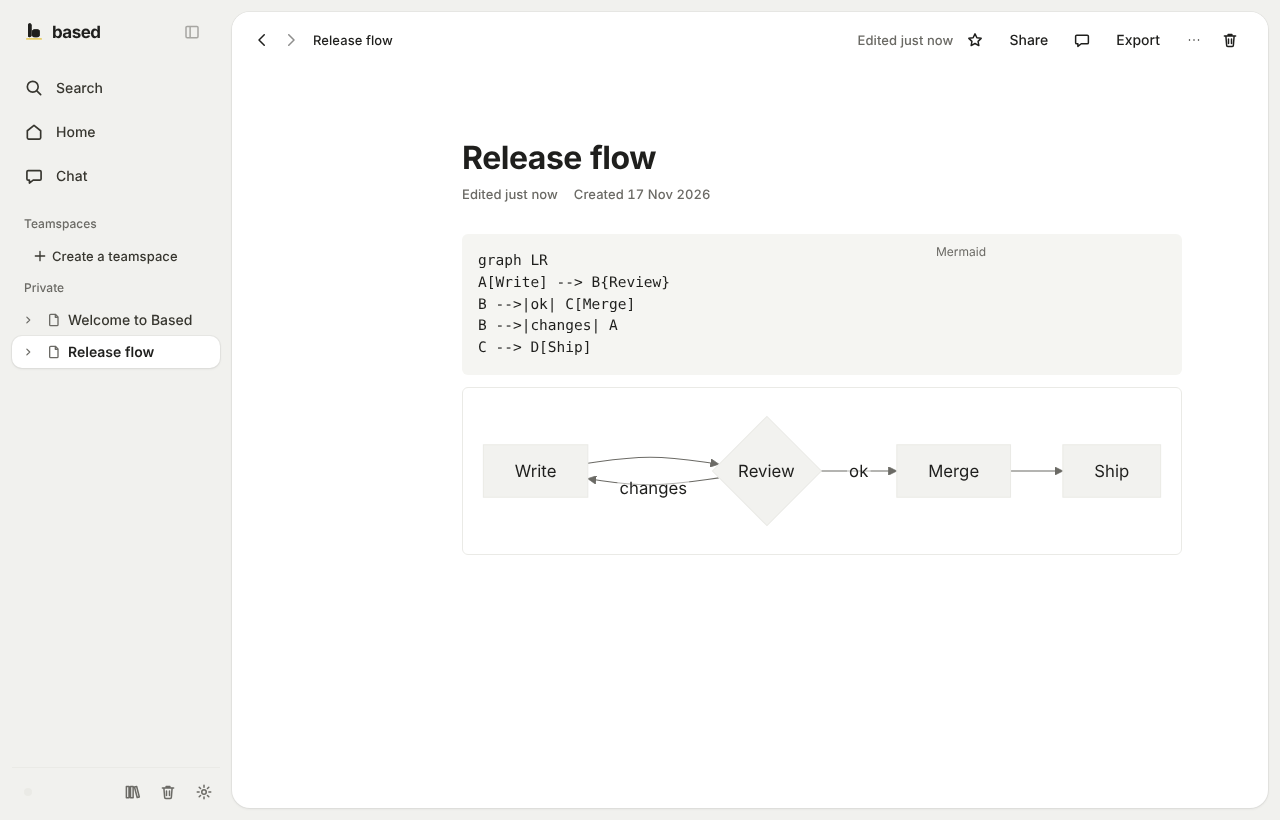 based
Search
Home
Chat
Teamspaces
Create a teamspace
Private
Welcome to Based
Release flow
Release flow
Edited just now
Share
Export
Release flow
Edited just now Created 17 Nov 2026
Mermaid
graph LR
A[Write] --> B{Review}
B -->|ok| C[Merge]
B -->|changes| A
C --> D[Ship]
Write
changes
Review
ok
Merge
Ship